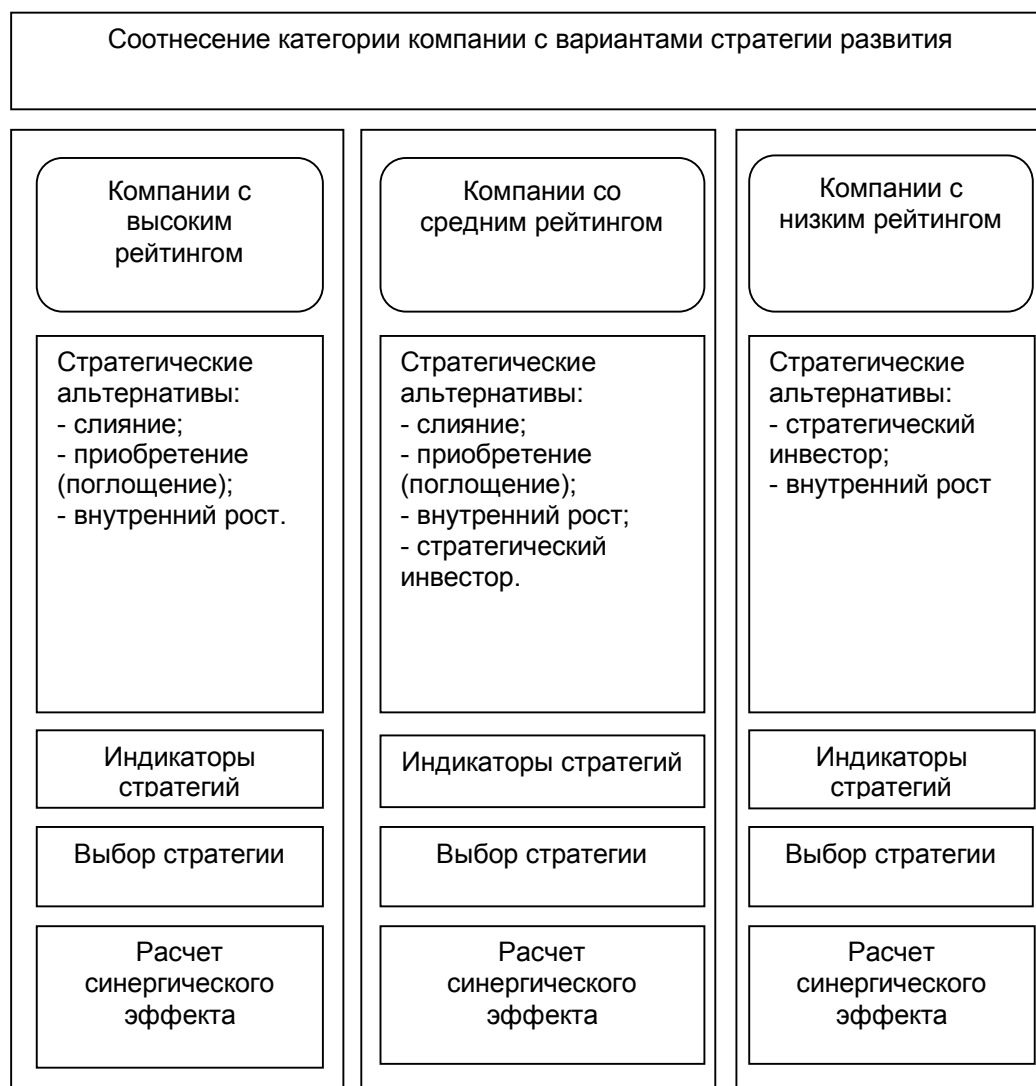 Соотнесение категории компании с вариантами стратегии развития
Компании с
высоким
рейтингом
Стратегические
альтернативы:
- слияние;
- приобретение
(поглощение);
- внутренний рост.
Индикаторы
стратегий
Выбор стратегии
Расчет
синергического
эффекта
Компании со
средним рейтингом
Стратегические
альтернативы:
- слияние;
- приобретение
(поглощение);
- внутренний рост;
- стратегический
инвестор.
Индикаторы стратегий
Выбор стратегии
Расчет
синергического
эффекта
Компании с
низким рейтингом
Стратегические
альтернативы:
- стратегический
инвестор;
- внутренний рост
Индикаторы
стратегий
Выбор стратегии
Расчет
синергического
эффекта